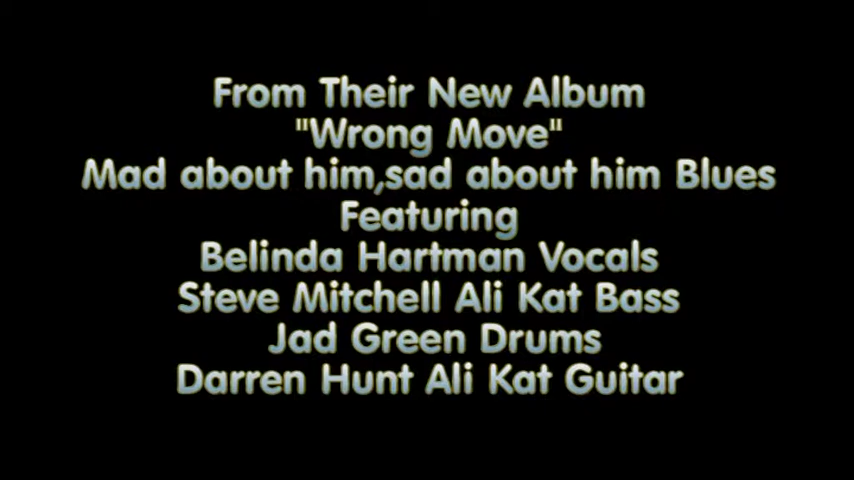 From Their New Album
"Wrong Move"
Mad about him,sad about him Blues
Featuring
Belinda Hartman Vocals
Steve Mitchell Ali Kat Bass
Jad Green Drums
Darren Hunt Ali Kat Guitar